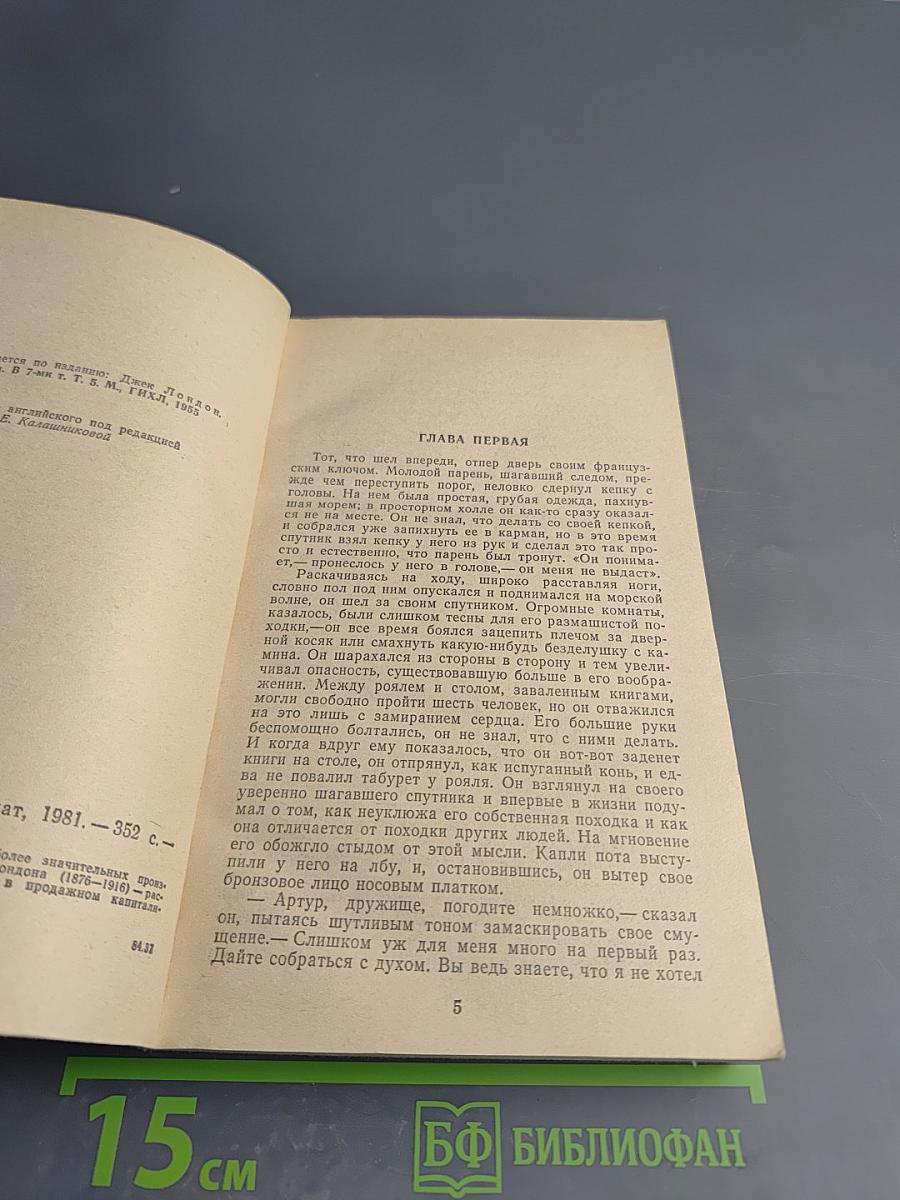 ется по изданию: Джек Лондон.
В 7-ми т. Т. 5. М., ГИХЛ, 1955
английского под редакцией
Е. Калашниковой
ат, 1981. — 352 с. —
более значительных произ-
ондона (1876—1916) — рас-
в продажном капитали-
84.37
ГЛАВА ПЕРВАЯ
Тот, что шел впереди, отпер дверь своим француз-
ским ключом. Молодой парень, шагавший следом, пре-
жде чем переступить порог, неловко сдернул кепку с
головы. На нем была простая, грубая одежда, пахнув-
шая морем; в просторном холле он как-то сразу оказал-
ся не на месте. Он не знал, что делать со своей кепкой,
и собрался уже запихнуть ее в карман, но в это время
спутник взял кепку у него из рук и сделал это так про-
сто и естественно, что парень был тронут. «Он понима-
ет,— пронеслось у него в голове,— он меня не выдаст».
Раскачиваясь на ходу, широко расставляя ноги,
словно пол под ним опускался и поднимался на морской
волне, он шел за своим спутником. Огромные комнаты,
казалось, были слишком тесны для его размашистой по-
ходки,—он все время боялся зацепить плечом за двер-
ной косяк или смахнуть какую-нибудь безделушку с ка-
мина. Он шарахался из стороны в сторону и тем увели-
чивал опасность, существовавшую больше в его вообра-
жении. Между роялем и столом, заваленным книгами,
могли свободно пройти шесть человек, но он отважился
на это лишь с замиранием сердца. Его большие руки
беспомощно болтались, он не знал, что с ними делать.
И когда вдруг ему показалось, что он вот-вот заденет
книги на столе, он отпрянул, как испуганный конь, и ед-
ва не повалил табурет у рояля. Он взглянул на своего
уверенно шагавшего спутника и впервые в жизни поду-
мал о том, как неуклюжа его собственная походка и как
она отличается от походки других людей. На мгновение
его обожгло стыдом от этой мысли. Капли пота высту-
пили у него на лбу, и, остановившись, он вытер свое
бронзовое лицо носовым платком.
— Артур, дружище, погодите немножко,— сказал
он, пытаясь шутливым тоном замаскировать свое сму-
щение.— Слишком уж для меня много на первый раз.
Дайте собраться с духом. Вы ведь знаете, что я не хотел
5
15 см
БФ БИБЛИОФАН